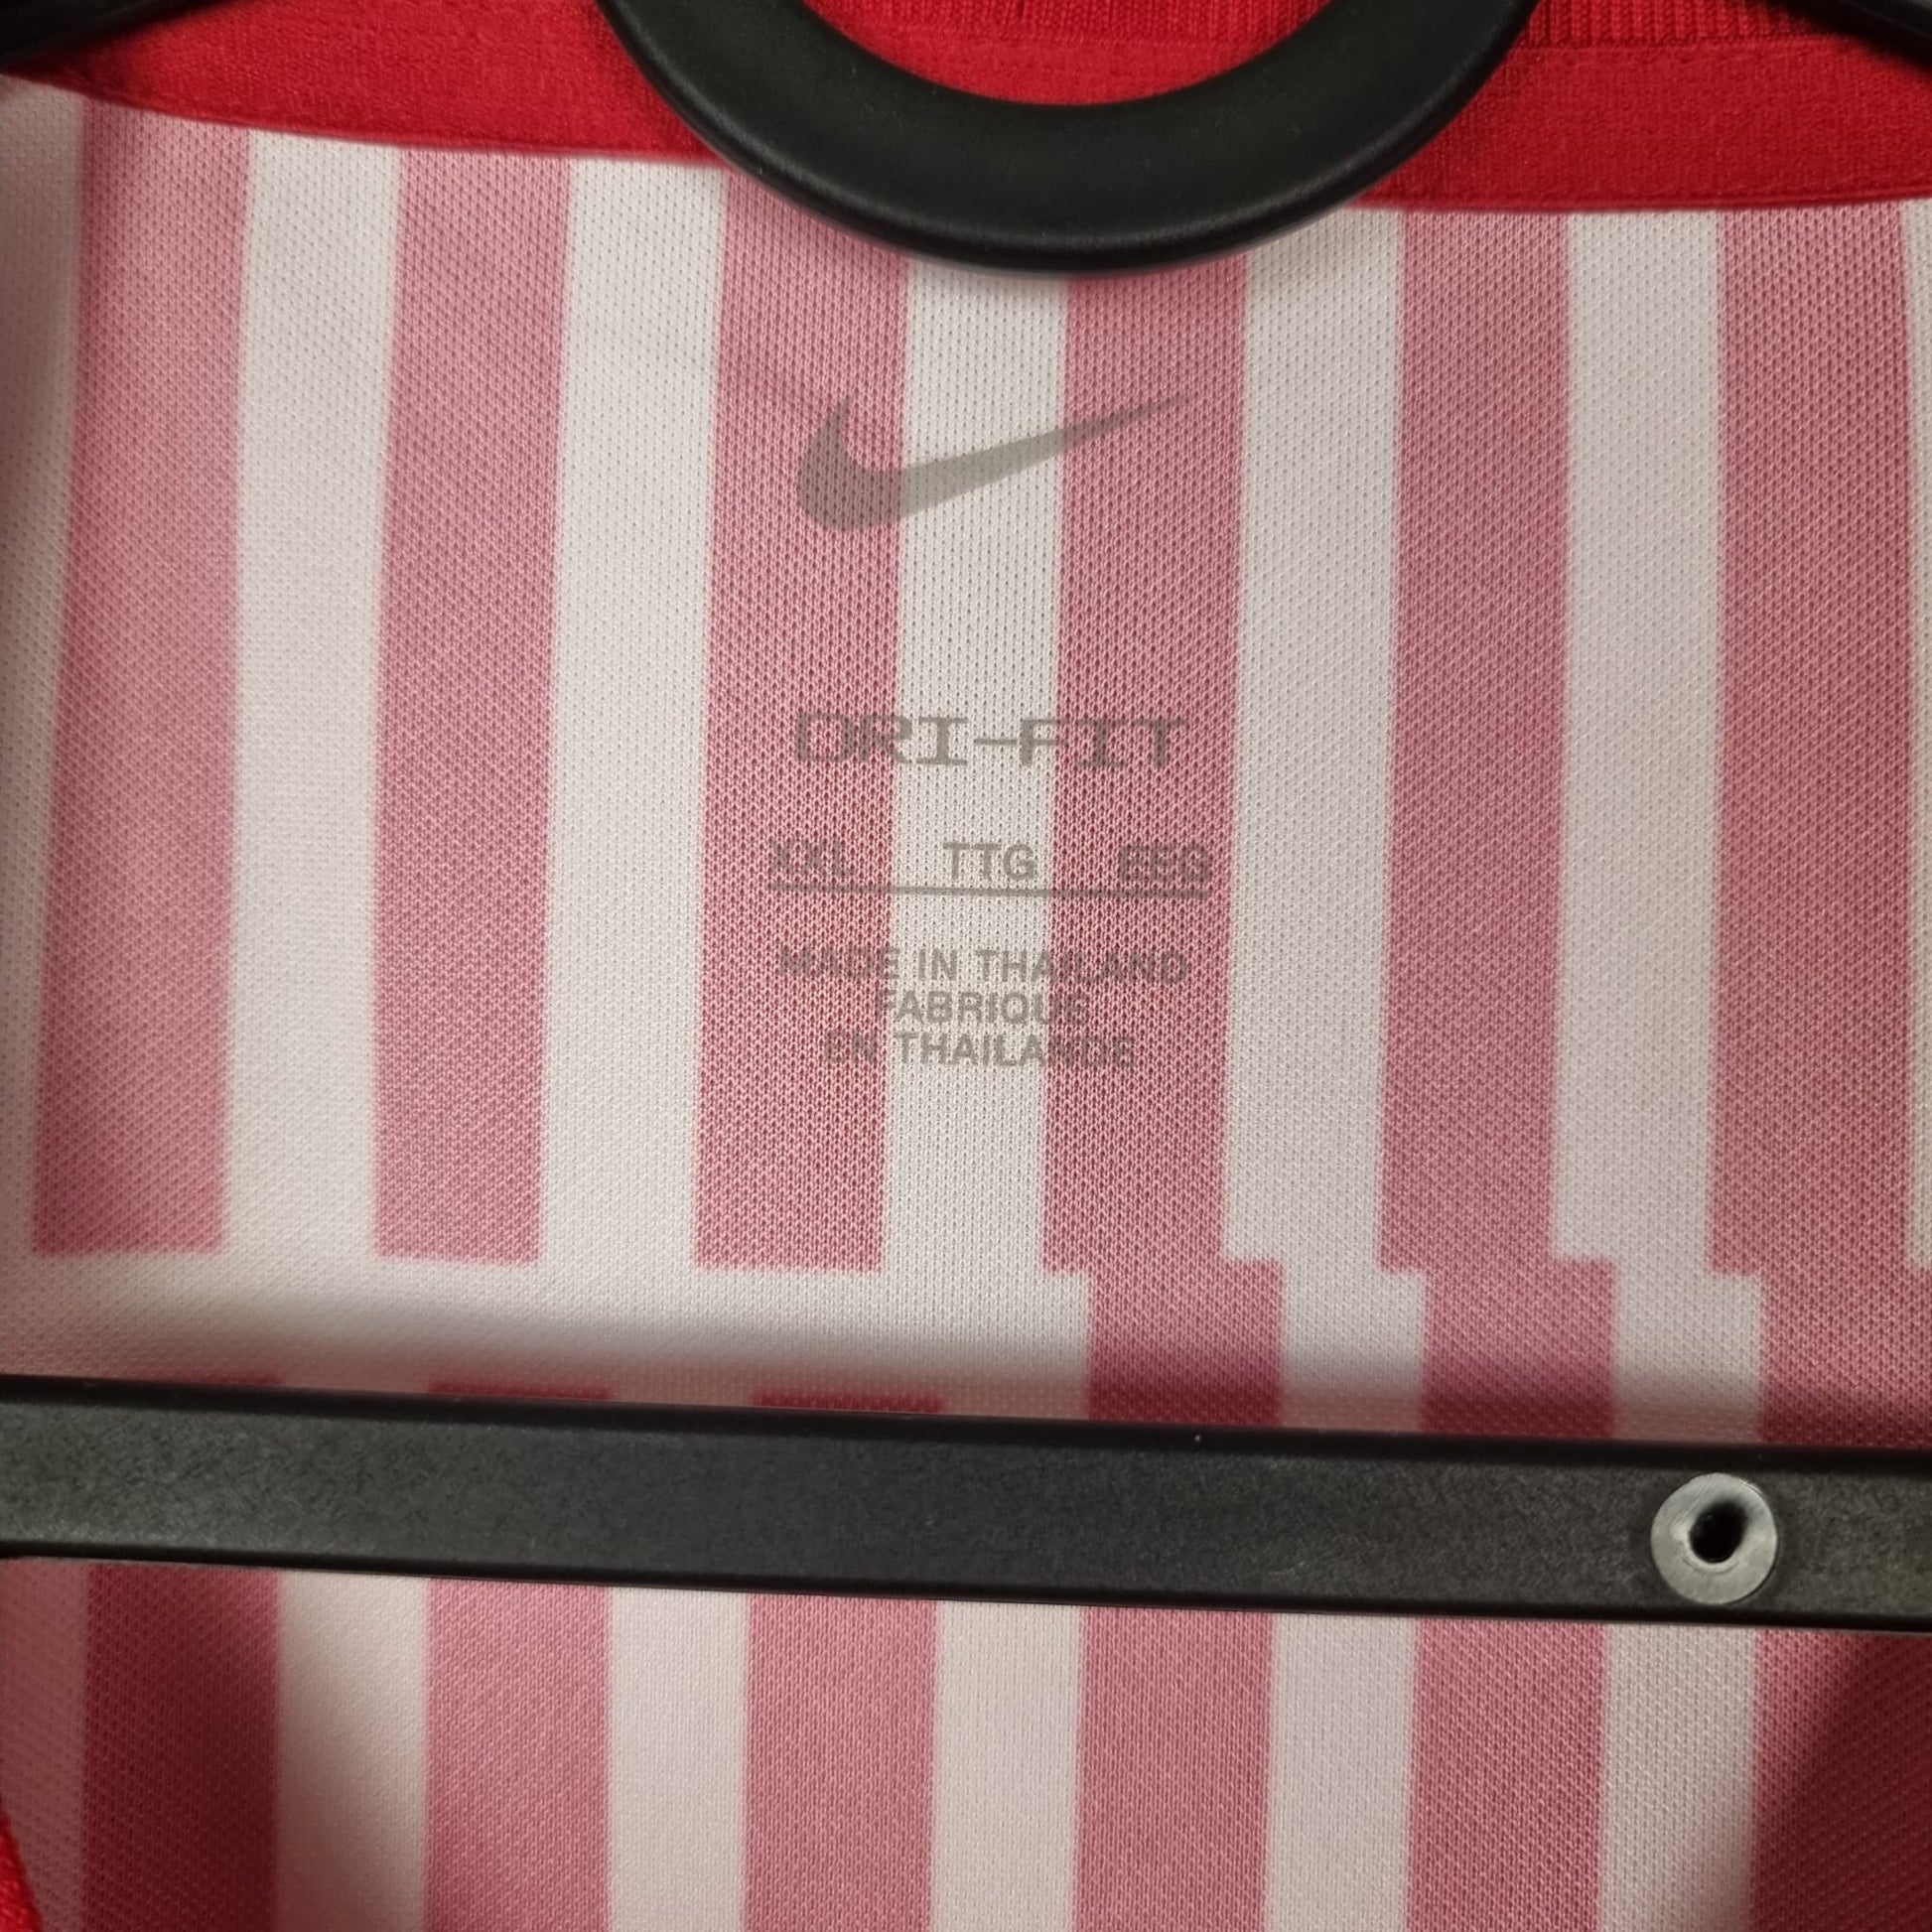 DRI-FIT
XXL TTG EEG
MADE IN THAILAND
FABRIQUE
EN THAILANDE